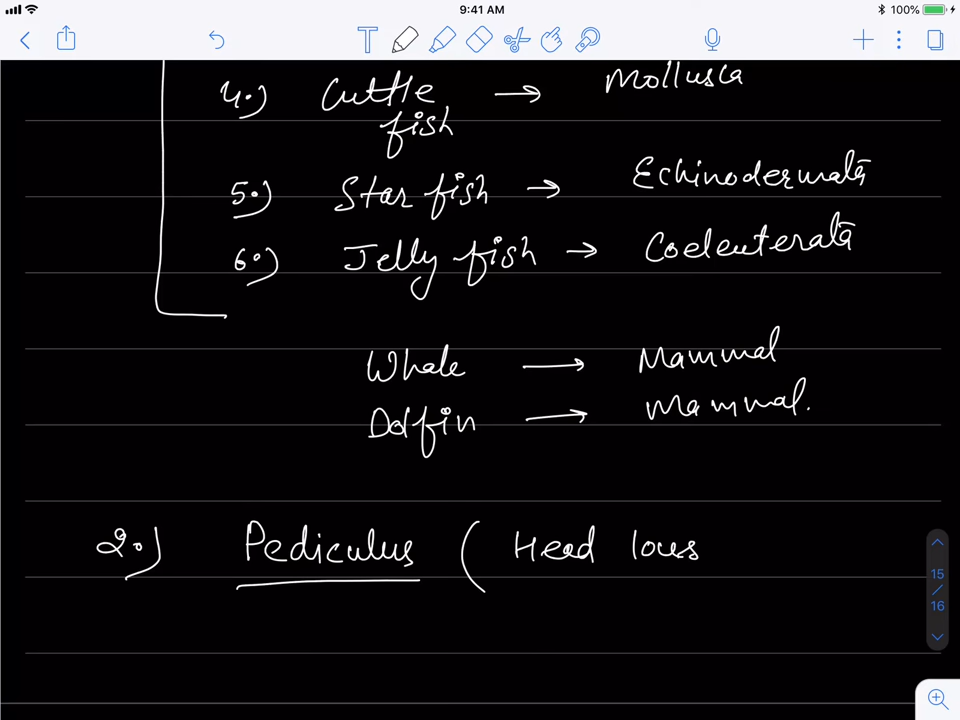 9:41 AM
100%
T
4.) Cuttle fish → Mollusca
5.) Star fish → Echinodermata
6.) Jelly fish → Coelenterata
Whale → Mammal
Dolfin → Mammal.
2.) Pediculus ( Head lous
15
/
16